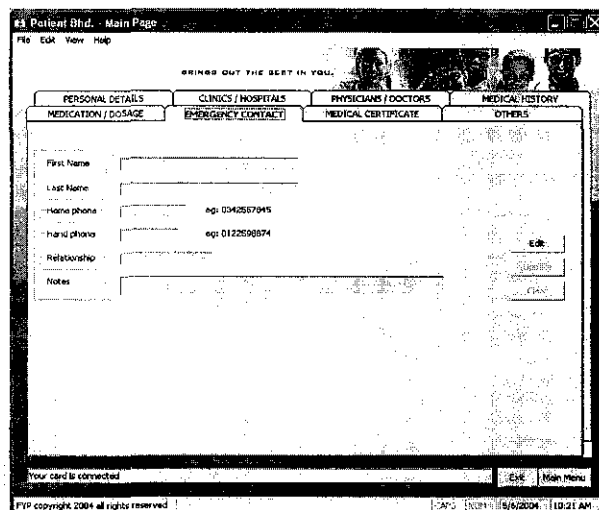 Patient Bhd. - Main Page
File Edit View Help
BRINGS OUT THE BEST IN YOU.
PERSONAL DETAILS CLINICS / HOSPITALS PHYSICIANS / DOCTORS MEDICAL HISTORY
MEDICATION / DOSAGE EMERGENCY CONTACT MEDICAL CERTIFICATE OTHERS
First Name
Last Name
Home phone eg: 0342567845
Hand phone eg: 0122598874
Relationship
Edit
Notes
Your card is connected Exit Main Menu
FYP copyright 2004 all rights reserved CAPS NUM 5/6/2004 10:21 AM